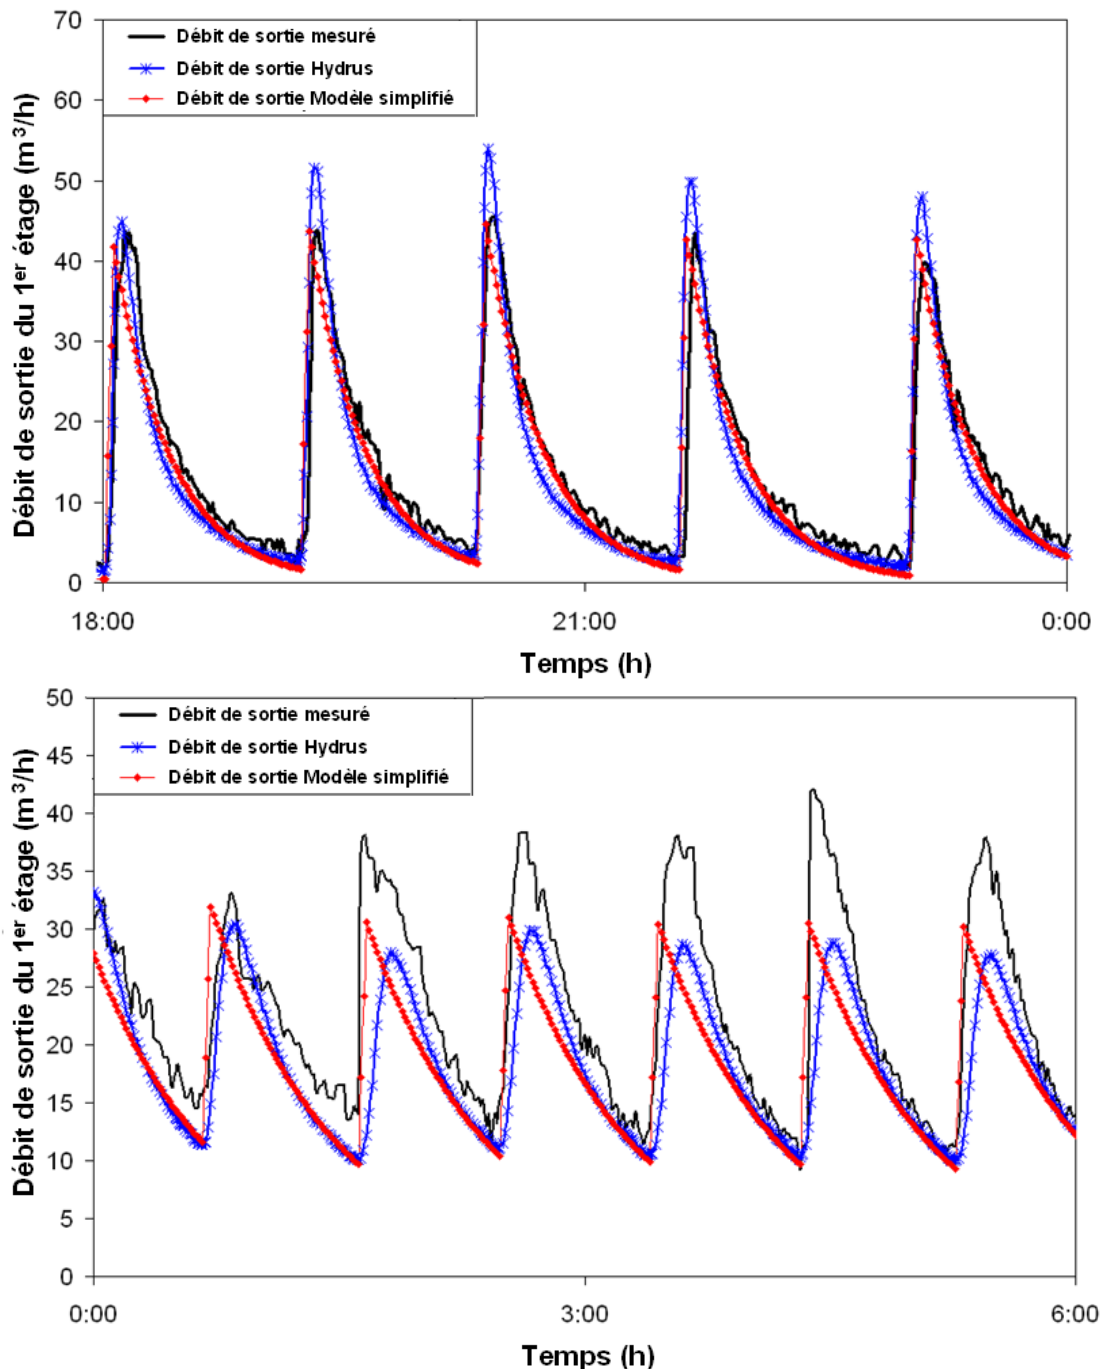 Débit de sortie du 1er étage (m³/h)
70
60
50
40
30
20
10
0
Débit de sortie mesuré
Débit de sortie Hydrus
Débit de sortie Modèle simplifié
18:00 21:00 0:00
Temps (h)
Débit de sortie du 1er étage (m³/h)
50
45
40
35
30
25
20
15
10
5
0
Débit de sortie mesuré
Débit de sortie Hydrus
Débit de sortie Modèle simplifié
0:00 3:00 6:00
Temps (h)